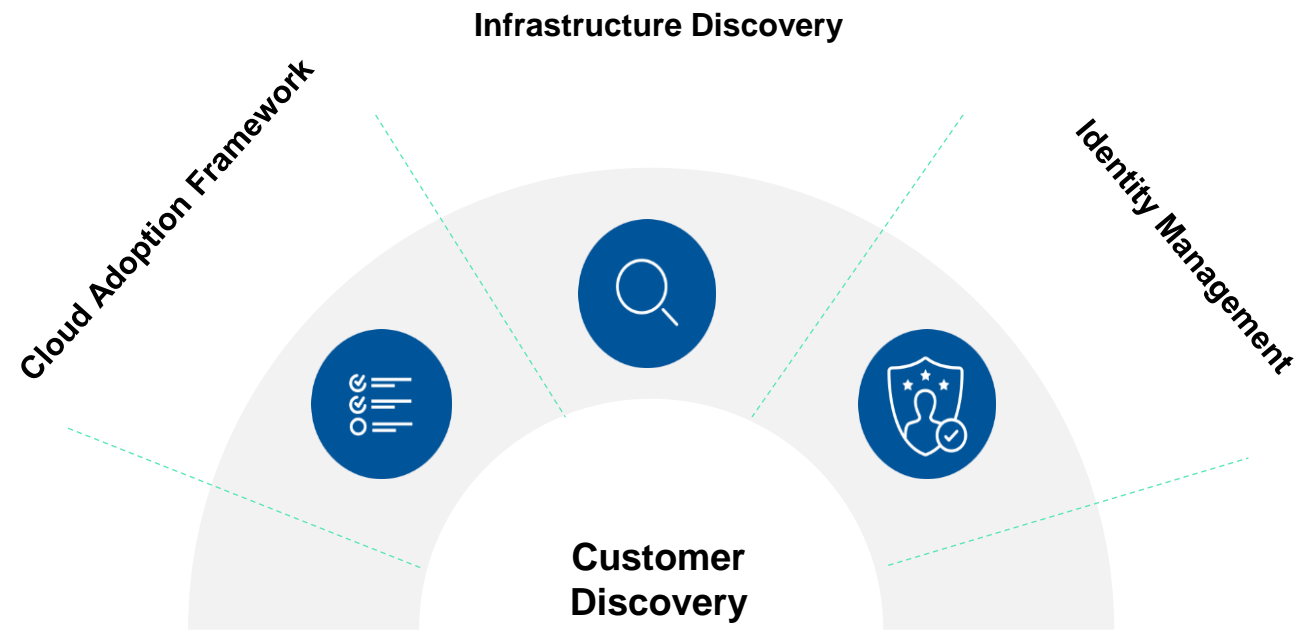 Infrastructure Discovery
Cloud Adoption Framework
Identity Management
Customer
Discovery